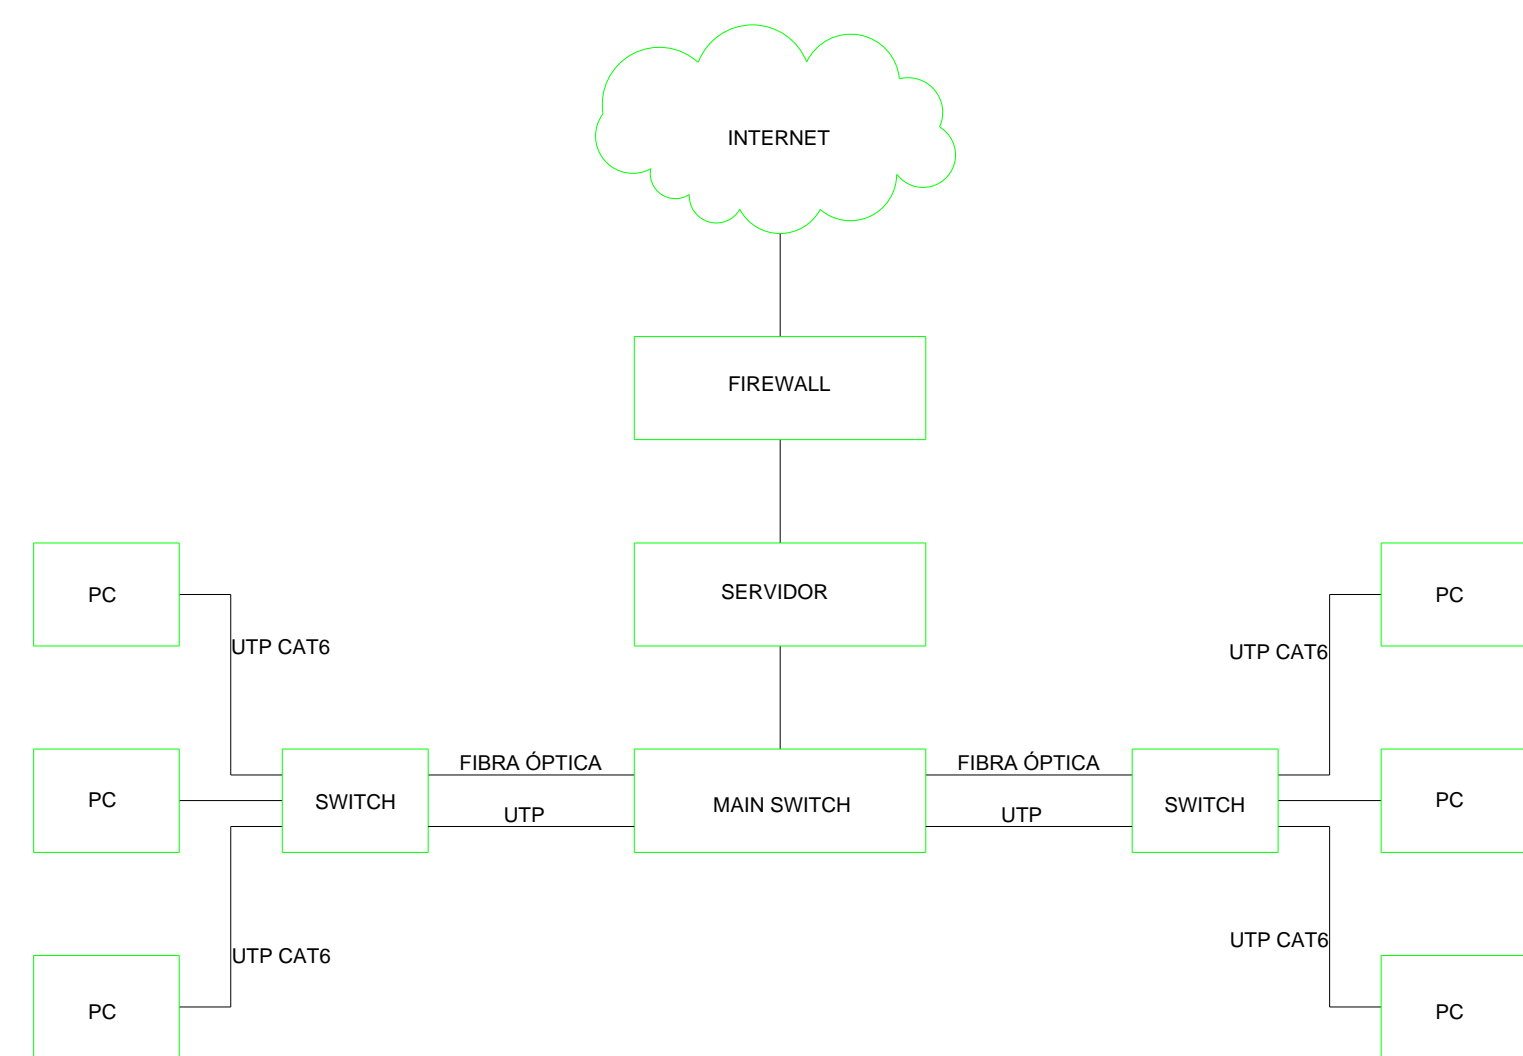 INTERNET
FIREWALL
SERVIDOR
PC
PC
UTP CAT6
UTP CAT6
FIBRA ÓPTICA
FIBRA ÓPTICA
PC
SWITCH
MAIN SWITCH
SWITCH
PC
UTP
UTP
UTP CAT6
UTP CAT6
PC
PC